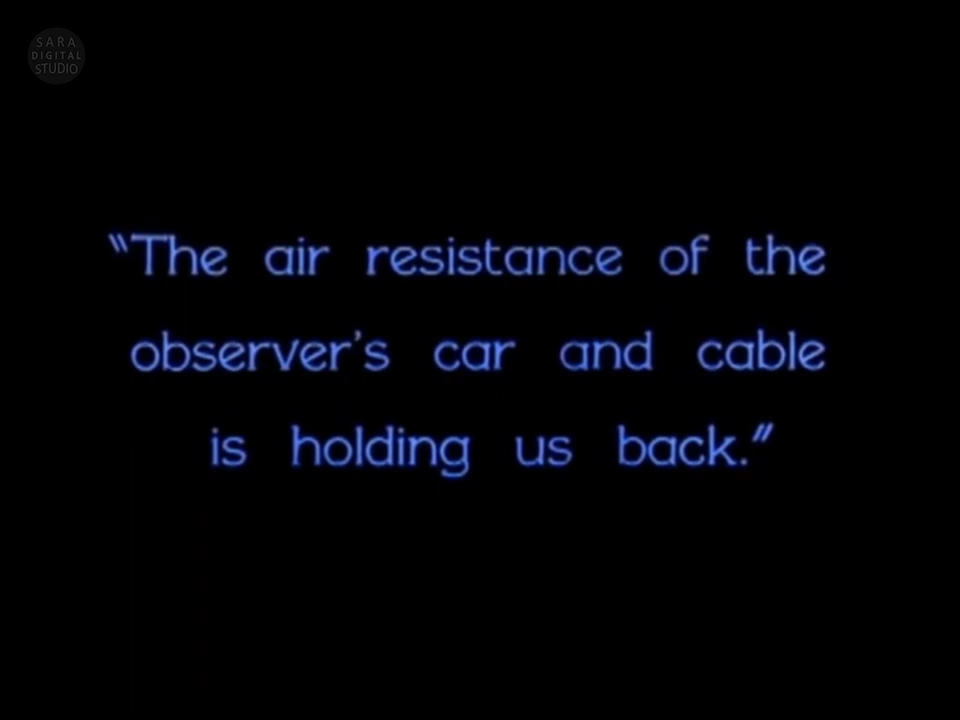 SARA
DIGITAL
STUDIO
"The air resistance of the
observer's car and cable
is holding us back."